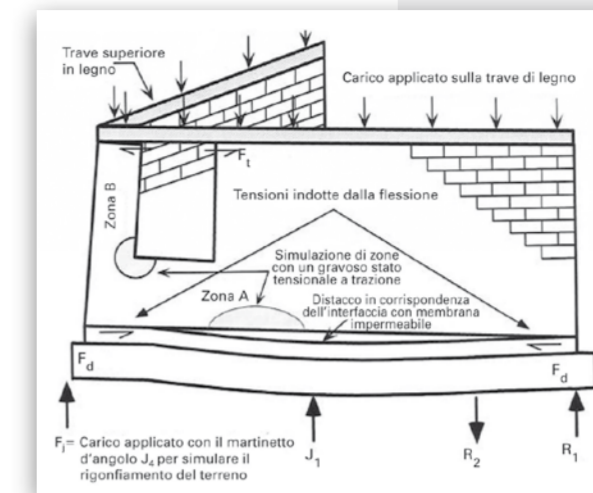 Trave superiore
in legno
Carico applicato sulla trave di legno
Zona B
Ft
Tensioni indotte dalla flessione
Simulazione di zone
con un gravoso stato
tensionale a trazione
Zona A
Distacco in corrispondenza
dell'interfaccia con membrana
impermeabile
Fd
Fd
Fj= Carico applicato con il martinetto
d'angolo J4 per simulare il
rigonfiamento del terreno
J1
R2
R1